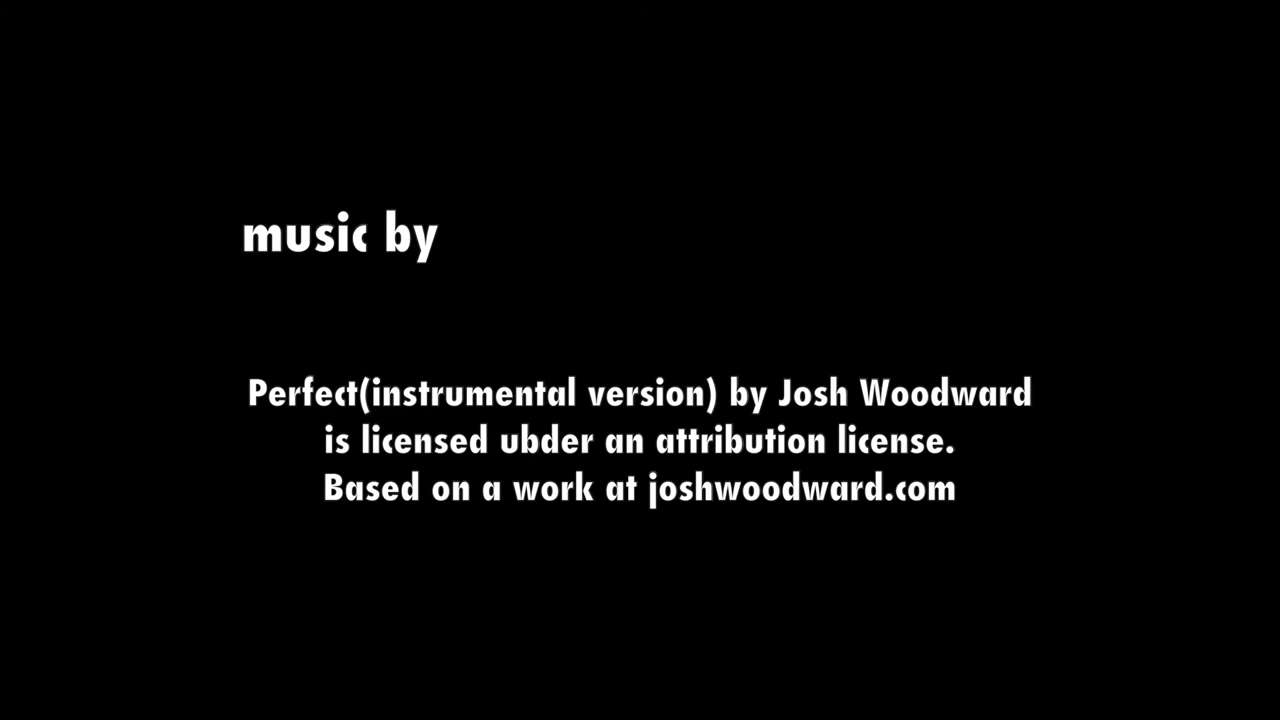 music by
Perfect(instrumental version) by Josh Woodward
is licensed ubder an attribution license.
Based on a work at joshwoodward.com